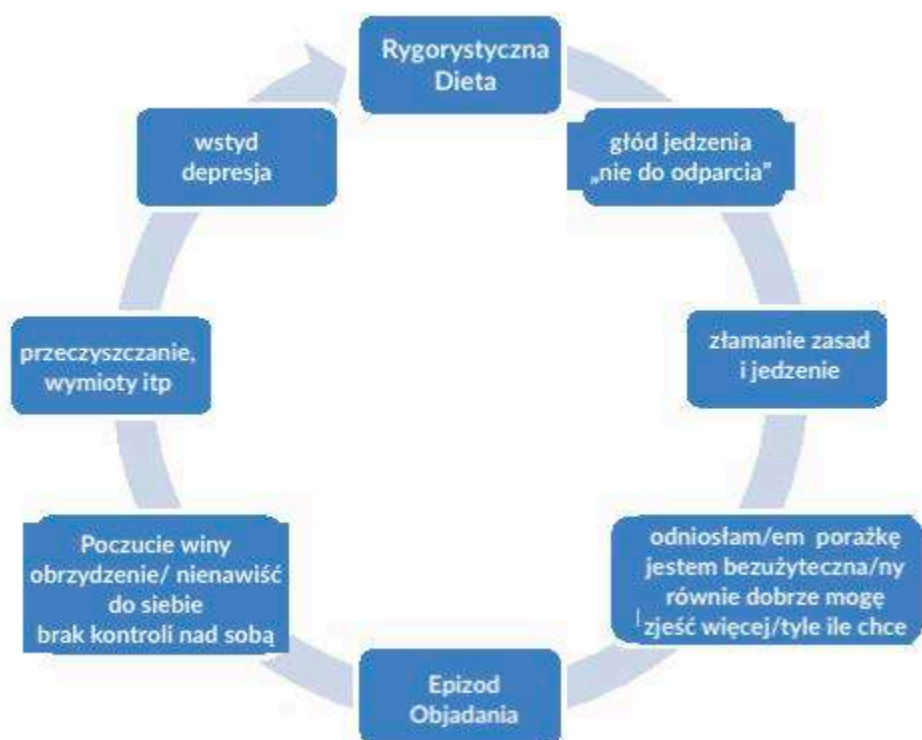 Rygorystyczna
Dieta
głód jedzenia
„nie do odparcia”
złamanie zasad
i jedzenie
odniosłam/em porażkę
jestem bezużyteczna/ny
równie dobrze mogę
zjeść więcej/tyle ile chce
Epizod
Objadania
Poczucie winy
obrzydzenie/ nienawiść
do siebie
brak kontroli nad sobą
przeczyszczanie,
wymioty itp
wstyd
depresja